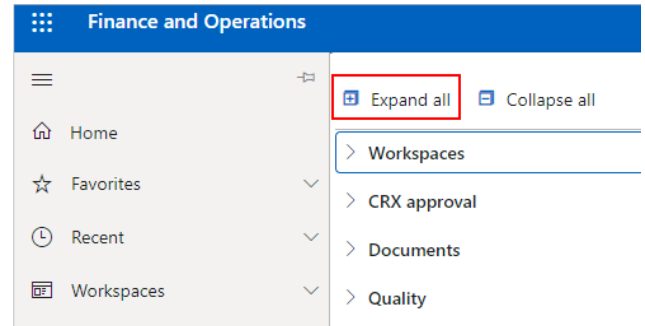 Finance and Operations
Home
Favorites
Recent
Workspaces
Expand all
Collapse all
Workspaces
CRX approval
Documents
Quality